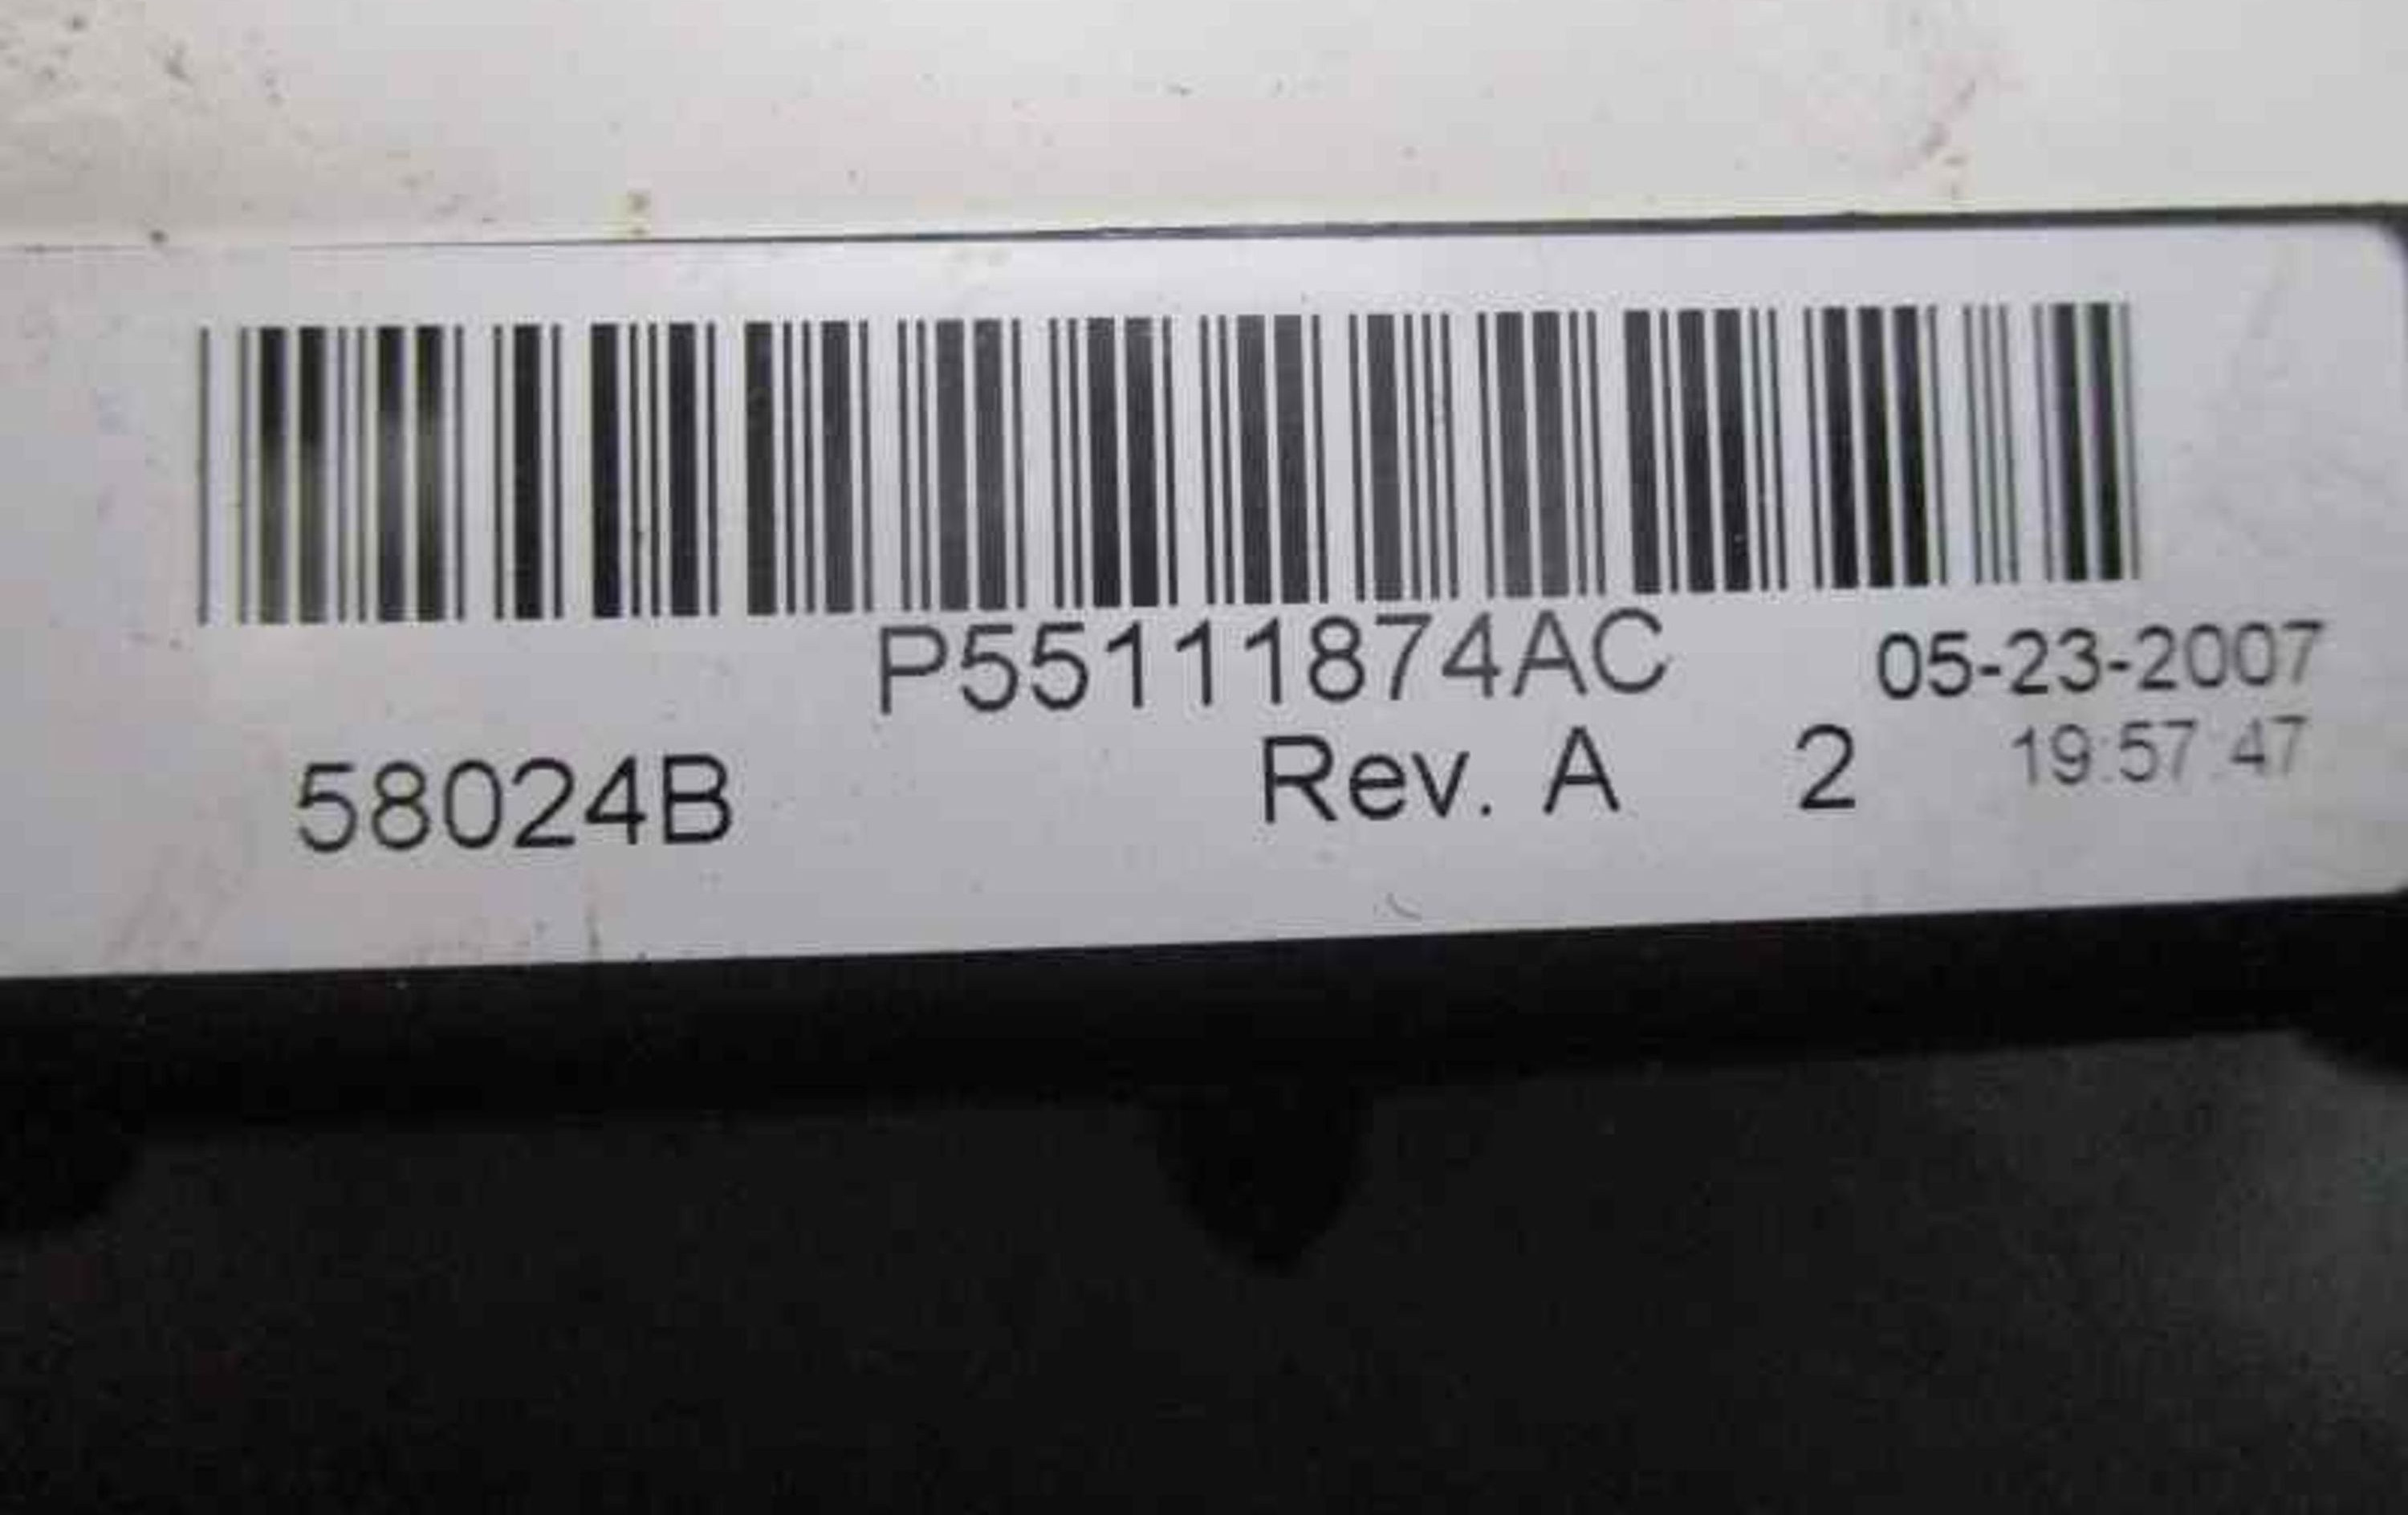 P55111874AC 05-23-2007
58024B Rev. A 2 19:57:47